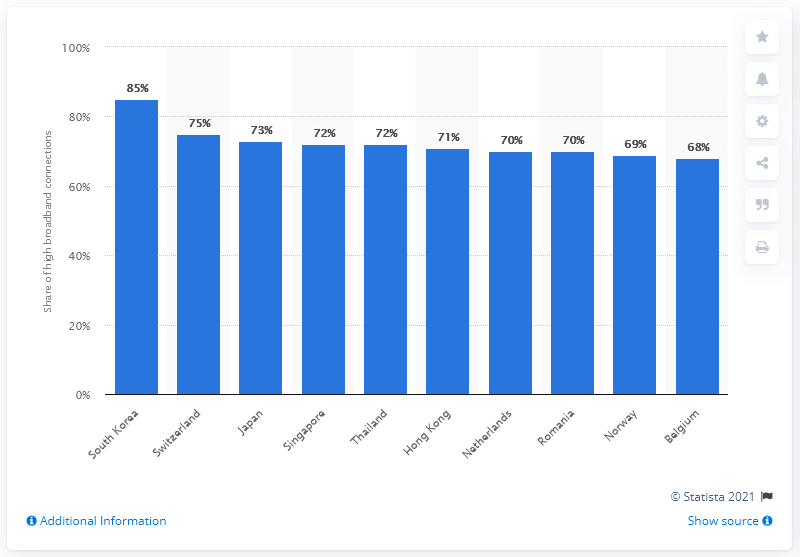 100%
80%
60%
40%
20%
0%
Share of high broadband connections
85%
75%
73%
72%
72%
71%
70%
70%
69%
68%
South Korea
Switzerland
Japan
Singapore
Thailand
Hong Kong
Netherlands
Romania
Norway
Belgium
© Statista 2021
Additional Information
Show source